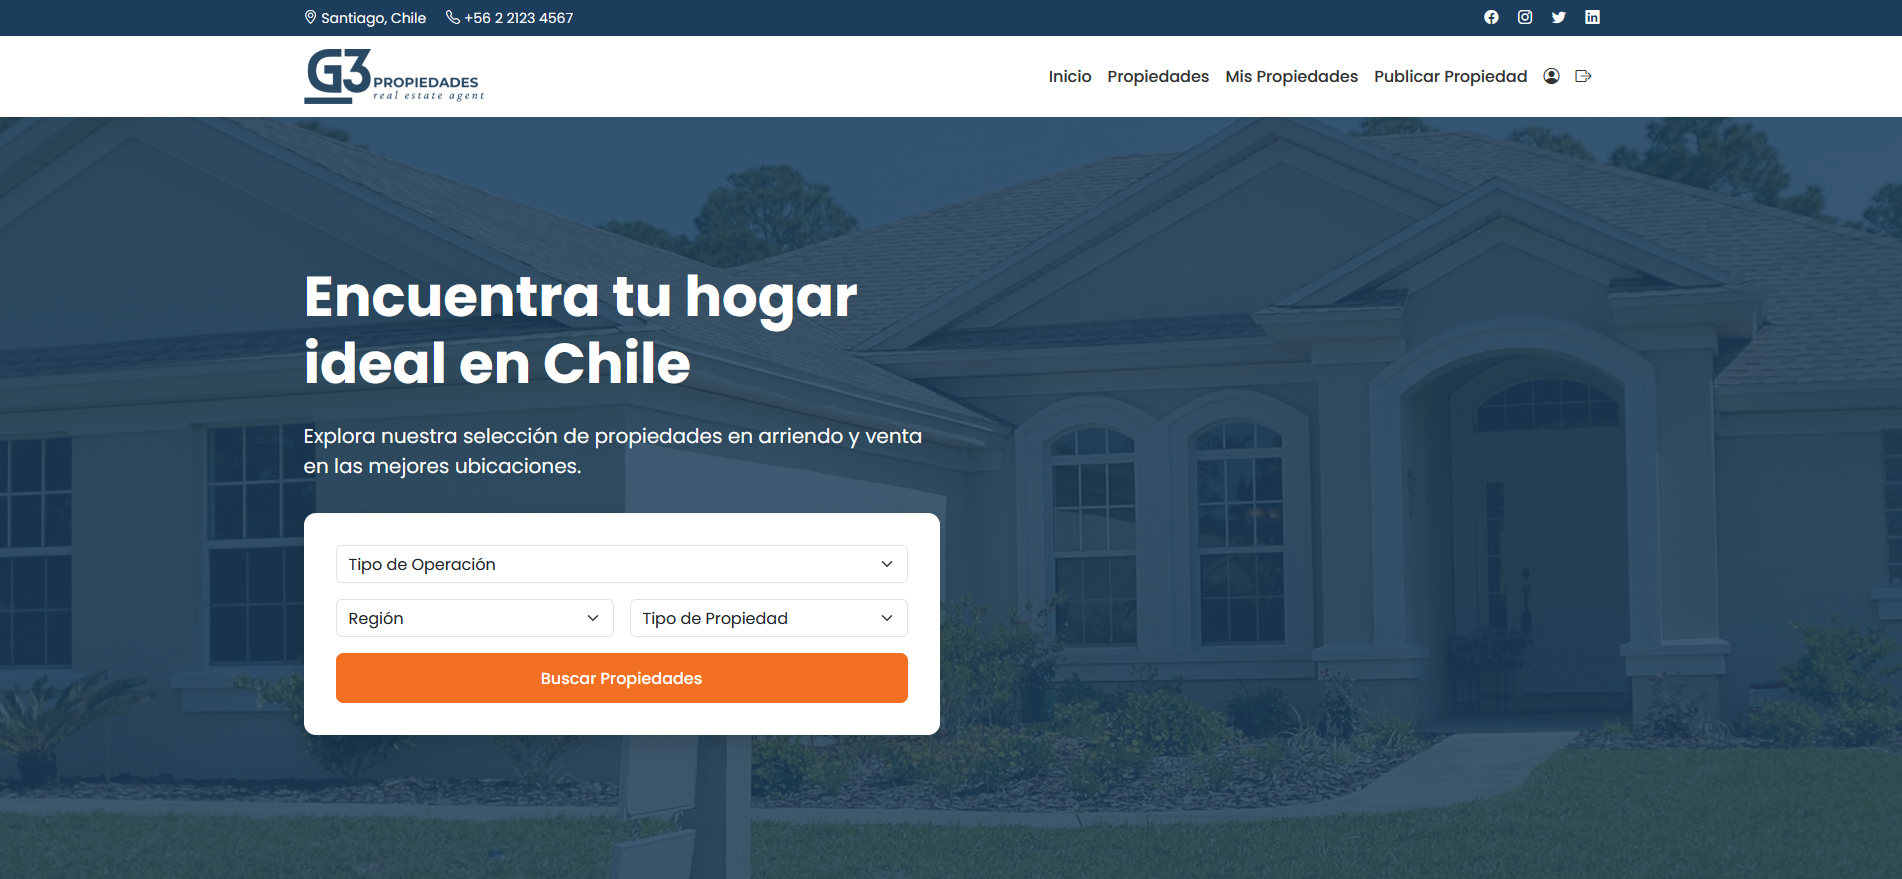 Santiago, Chile +56 2 2123 4567
G3 PROPIEDADES
real estate agent
Inicio Propiedades Mis Propiedades Publicar Propiedad
Encuentra tu hogar
ideal en Chile
Explora nuestra selección de propiedades en arriendo y venta
en las mejores ubicaciones.
Tipo de Operación
Región Tipo de Propiedad
Buscar Propiedades